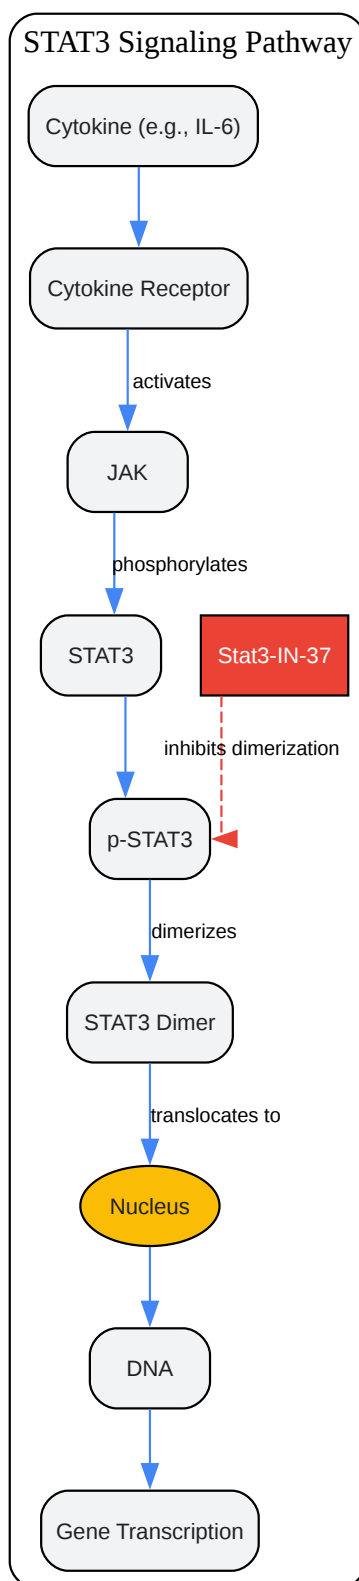 STAT3 Signaling Pathway
Cytokine (e.g., IL-6)
Cytokine Receptor
activates
JAK
phosphorylates
STAT3
Stat3-IN-37
inhibits dimerization
p-STAT3
dimerizes
STAT3 Dimer
translocates to
Nucleus
DNA
Gene Transcription